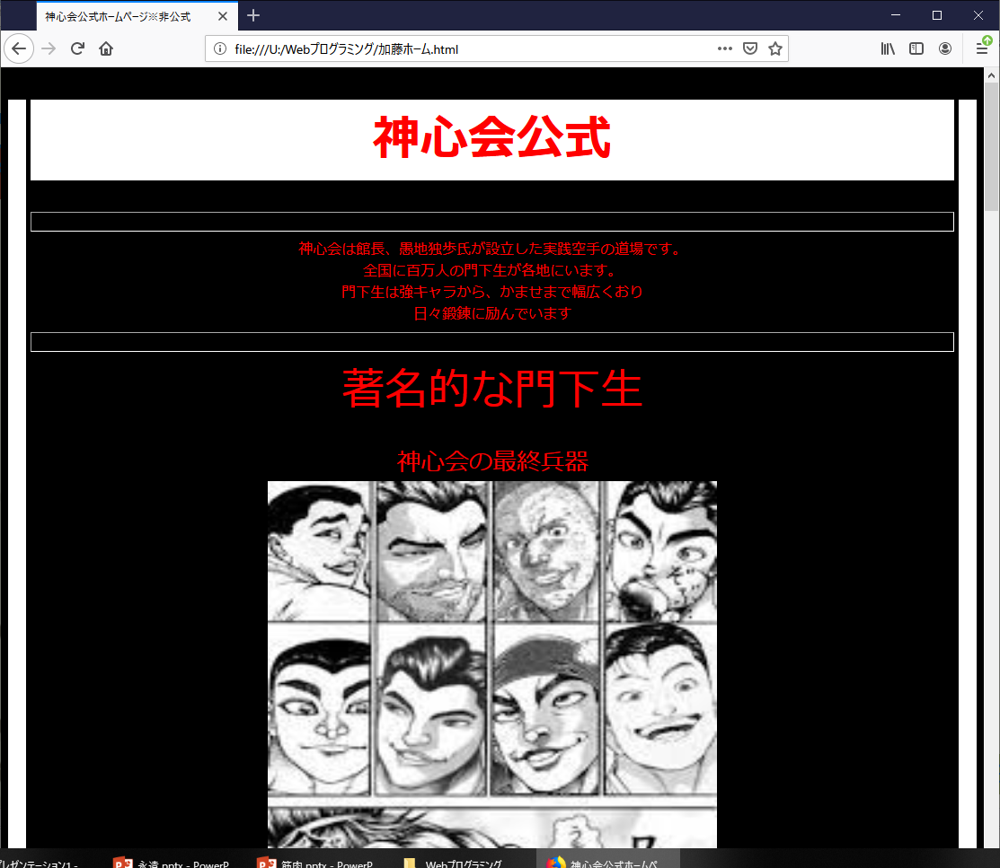 神心会公式ホームページ※非公式
file:///U:/Webプログラミング/加藤ホーム.html
神心会公式
神心会は館長、愚地独歩氏が設立した実践空手の道場です。
全国に百万人の門下生が各地にいます。
門下生は強キャラから、かませまで幅広くおり
日々鍛錬に励んでいます
著名的な門下生
神心会の最終兵器
プレゼンテーション1 -
永遠.pptx - PowerP
筋肉.pptx - PowerP
Webプログラミング
神心会公式ホームペ